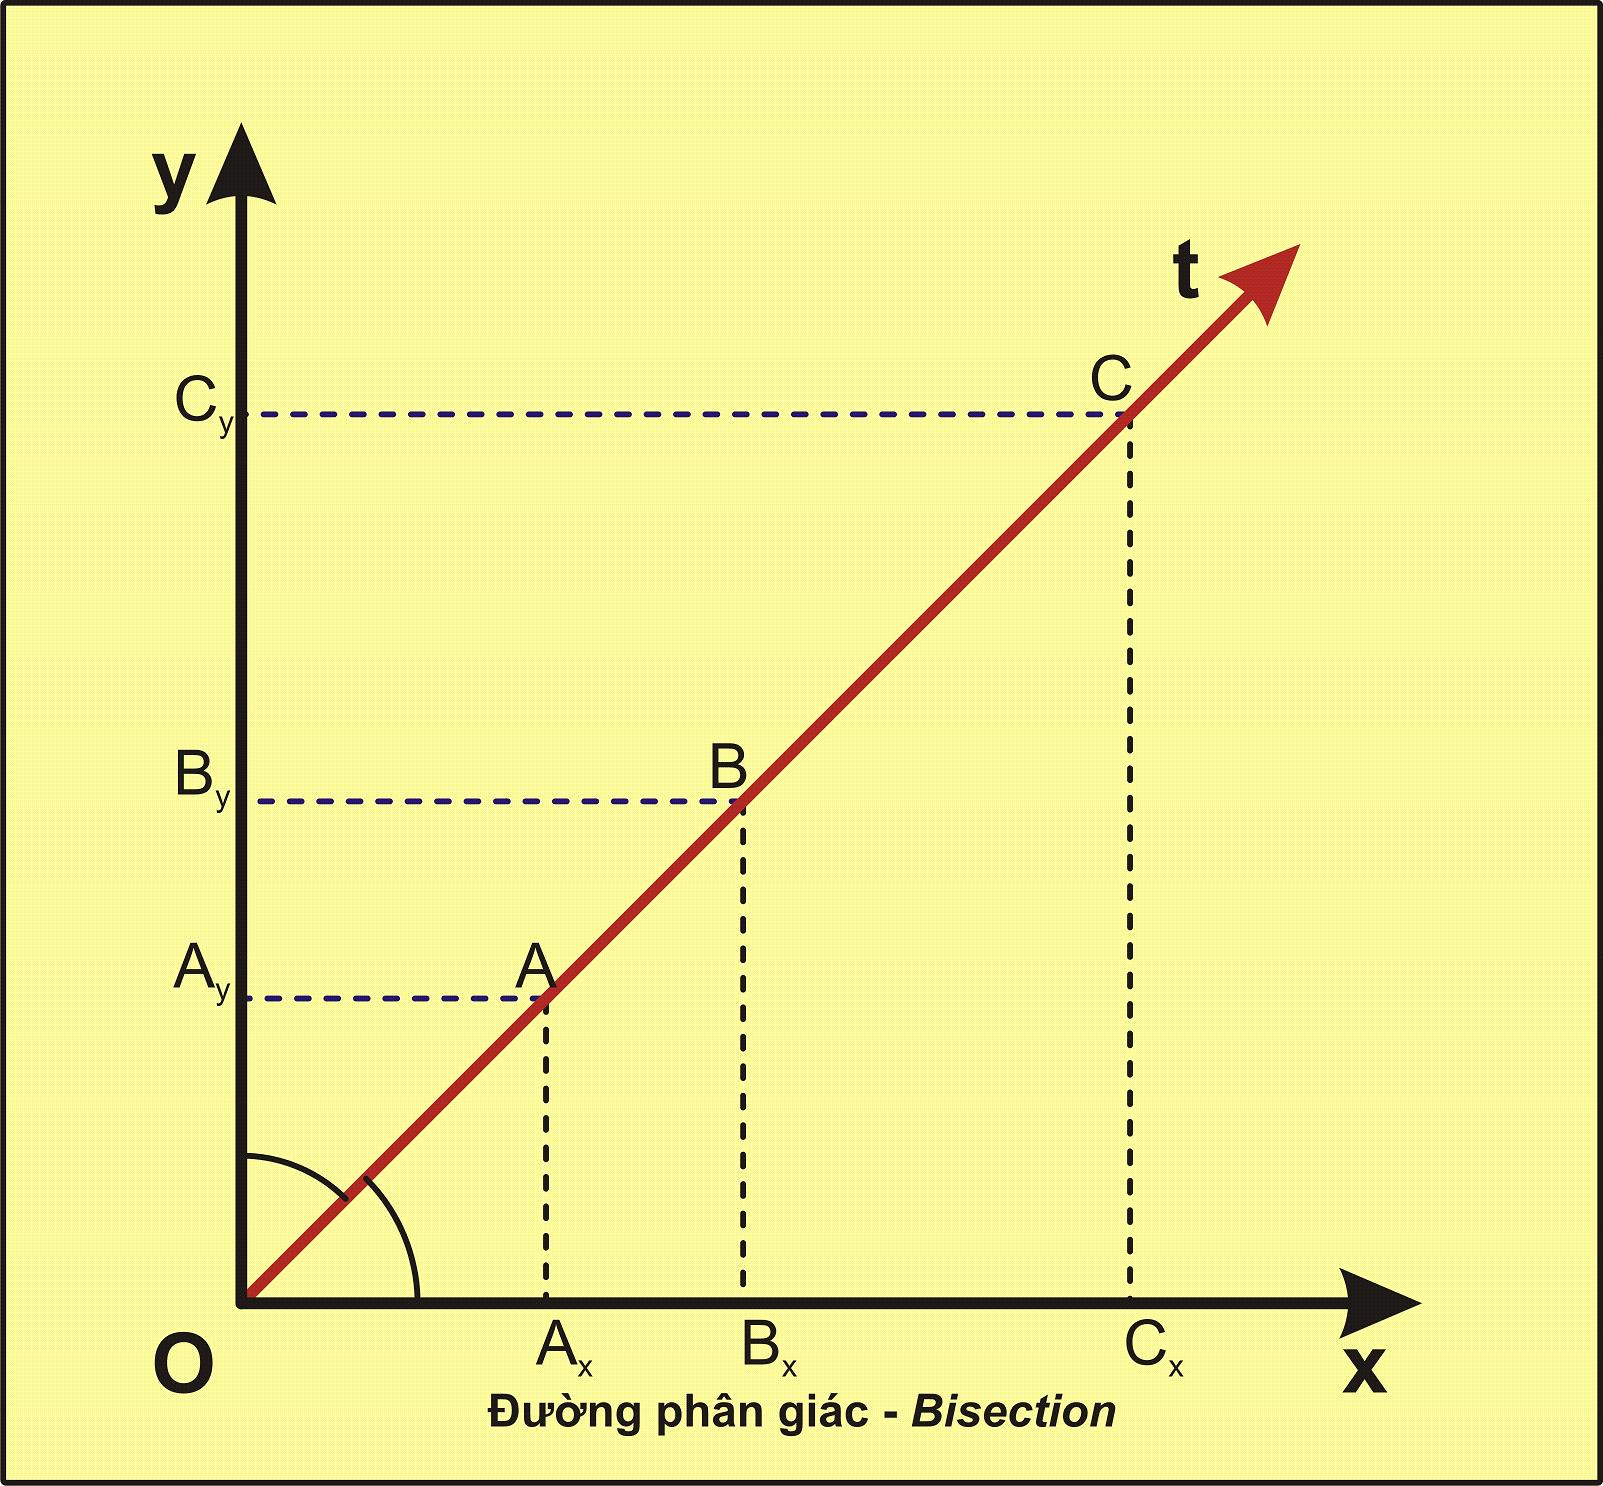 y
t
C
C_y
B
B_y
A
A_y
O
A_x
B_x
C_x
x
Đường phân giác - Bisection